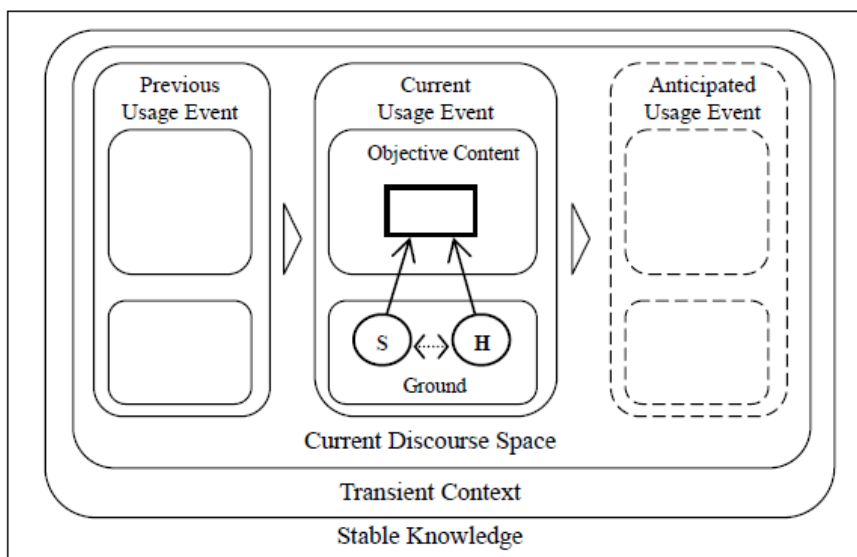 Previous
Usage Event
Current
Usage Event
Anticipated
Usage Event
Objective Content
S
H
Ground
Current Discourse Space
Transient Context
Stable Knowledge